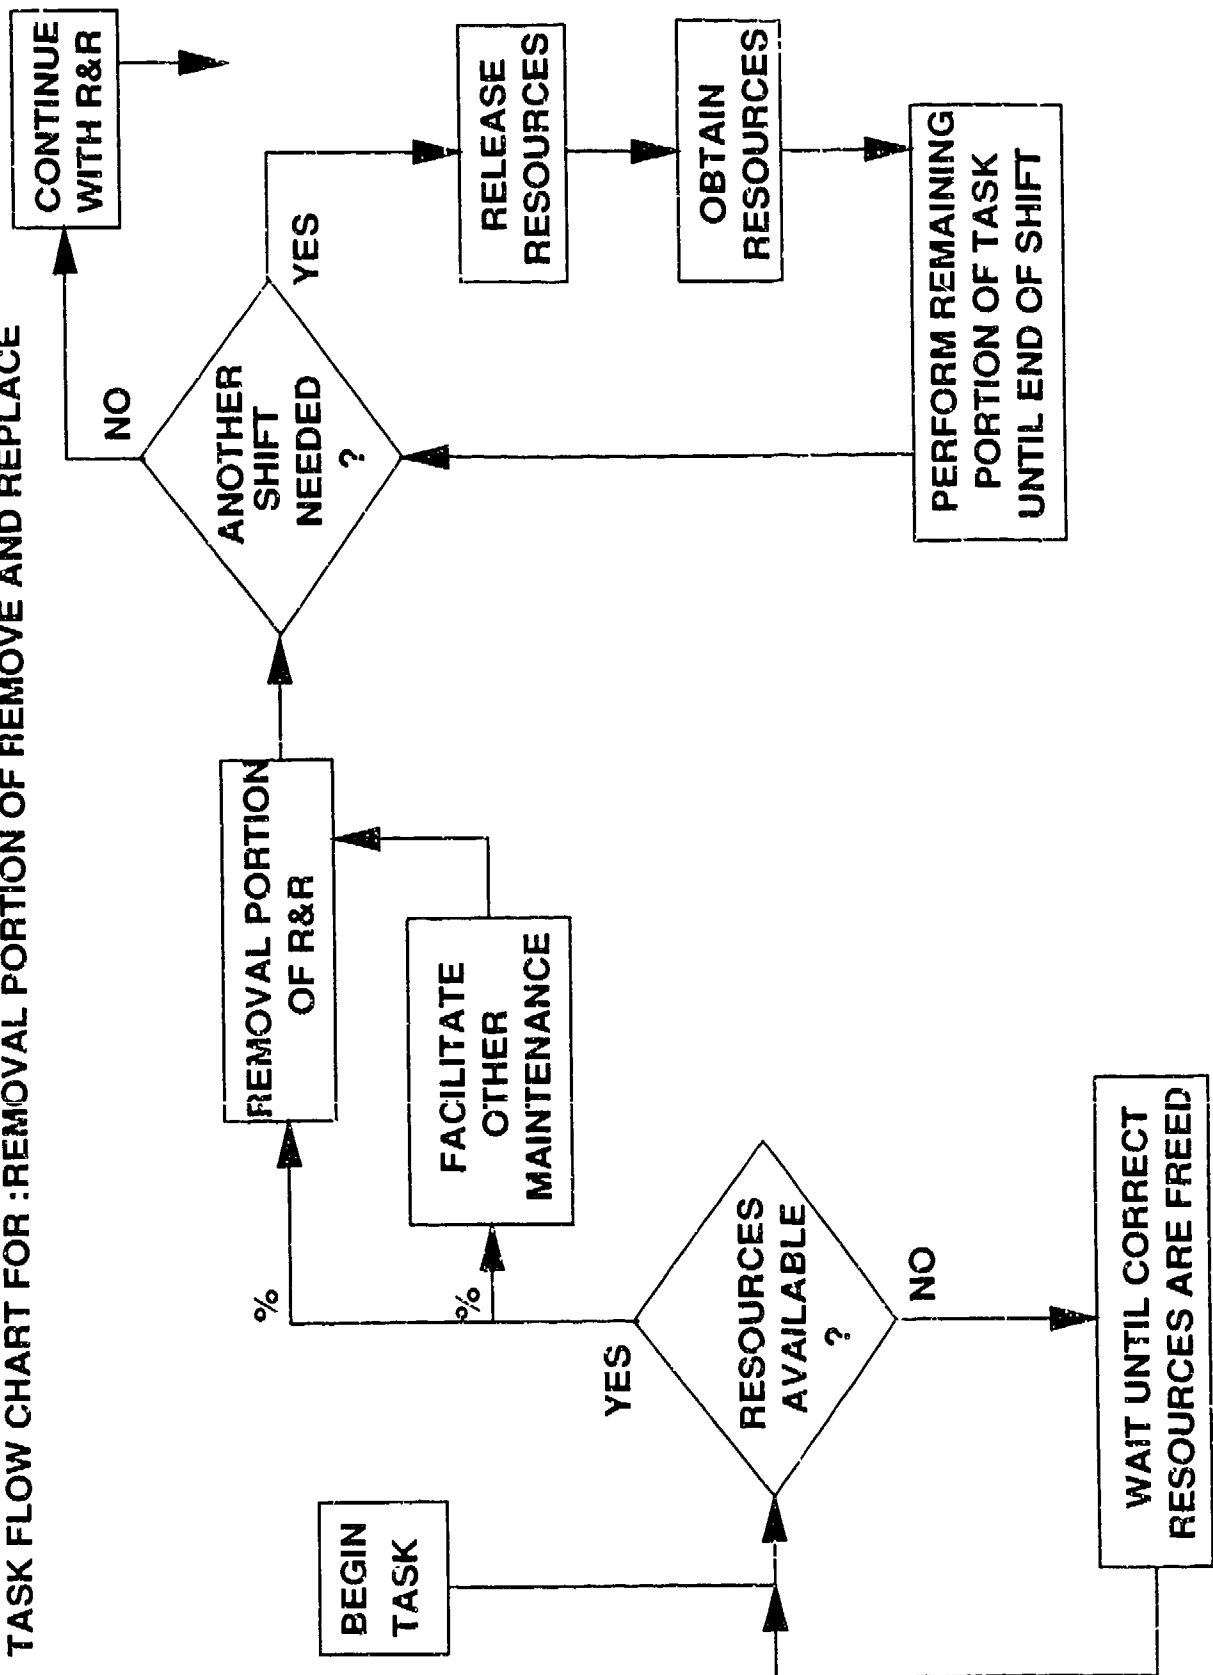 TASK FLOW CHART FOR :REMOVAL PORTION OF REMOVE AND REPLACE
BEGIN
TASK
RESOURCES
AVAILABLE
?
YES
NO
WAIT UNTIL CORRECT
RESOURCES ARE FREED
%
%
FACILITATE
OTHER
MAINTENANCE
REMOVAL PORTION
OF R&R
ANOTHER
SHIFT
NEEDED
?
NO
CONTINUE
WITH R&R
YES
RELEASE
RESOURCES
OBTAIN
RESOURCES
PERFORM REMAINING
PORTION OF TASK
UNTIL END OF SHIFT